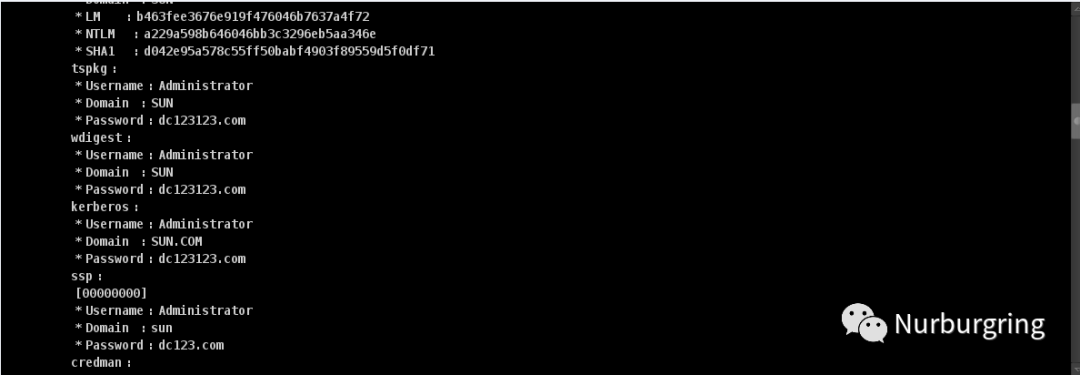 * LM : b463fee3676e919f476046b7637a4f72
* NTLM : a229a598b646046bb3c3296eb5aa346e
* SHA1 : d042e95a578c55ff50babf4903f89559d5f0df71
tspkg :
* Username : Administrator
* Domain : SUN
* Password : dc123123.com
wdigest :
* Username : Administrator
* Domain : SUN
* Password : dc123123.com
kerberos :
* Username : Administrator
* Domain : SUN.COM
* Password : dc123123.com
ssp :
[00000000]
* Username : Administrator
* Domain : sun
* Password : dc123.com
credman :
Nurburgring